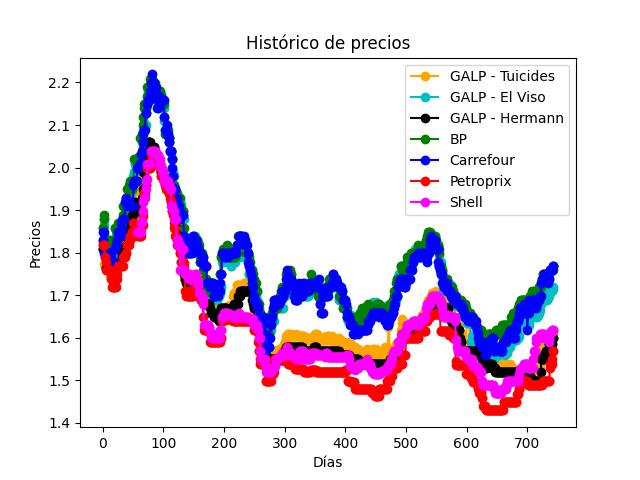 Histórico de precios
GALP - Tuicides
GALP - El Viso
GALP - Hermann
BP
Carrefour
Petroprix
Shell
Precios
2.2
2.1
2.0
1.9
1.8
1.7
1.6
1.5
1.4
0 100 200 300 400 500 600 700
Días